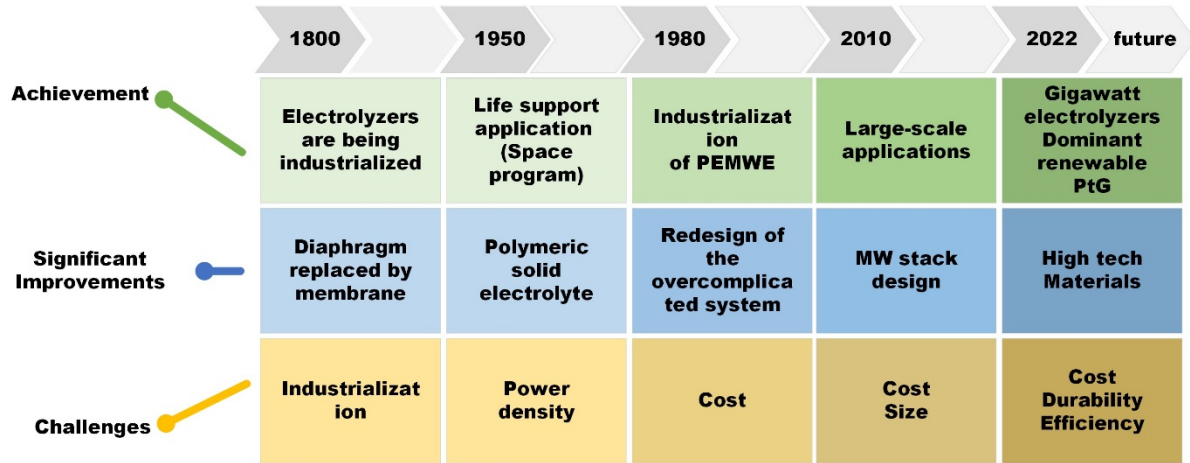 1800
1950
1980
2010
2022
future
Achievement
Electrolyzers
are being
industrialized
Life support
application
(Space
program)
Industrializat
ion
of PEMWE
Large-scale
applications
Gigawatt
electrolyzers
Dominant
renewable
PtG
Significant
Improvements
Diaphragm
replaced by
membrane
Polymeric
solid
electrolyte
Redesign of
the
overcomplica
ted system
MW stack
design
High tech
Materials
Challenges
Industrializat
ion
Power
density
Cost
Cost
Size
Cost
Durability
Efficiency